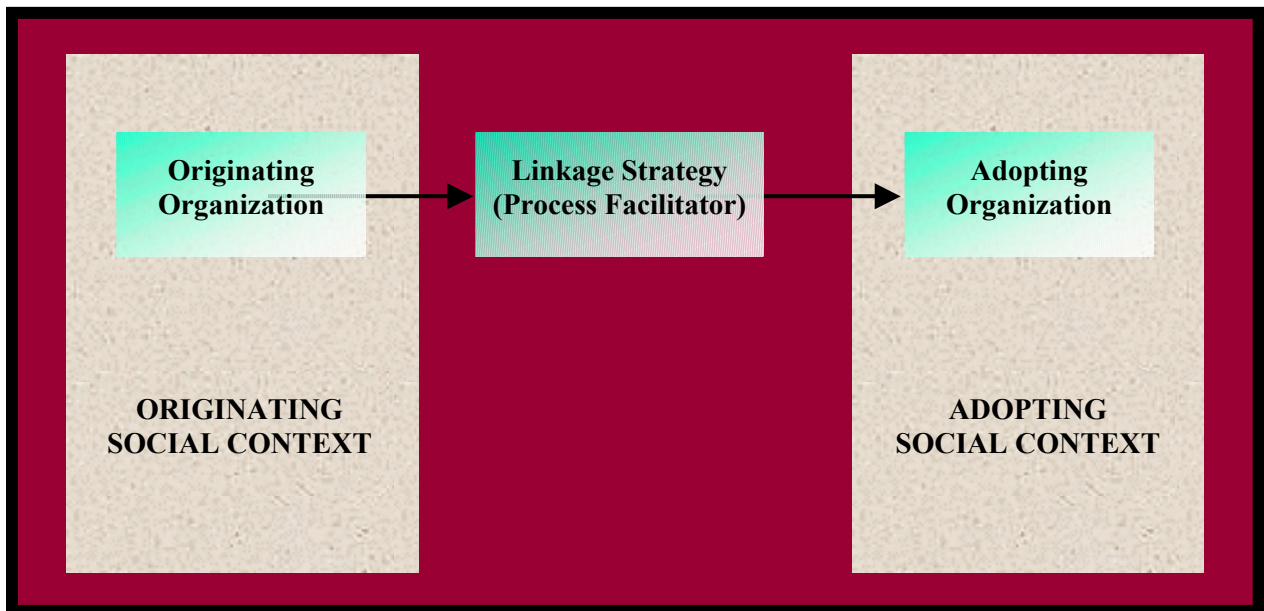 Originating
Organization
Linkage Strategy
(Process Facilitator)
Adopting
Organization
ORIGINATING
SOCIAL CONTEXT
ADOPTING
SOCIAL CONTEXT